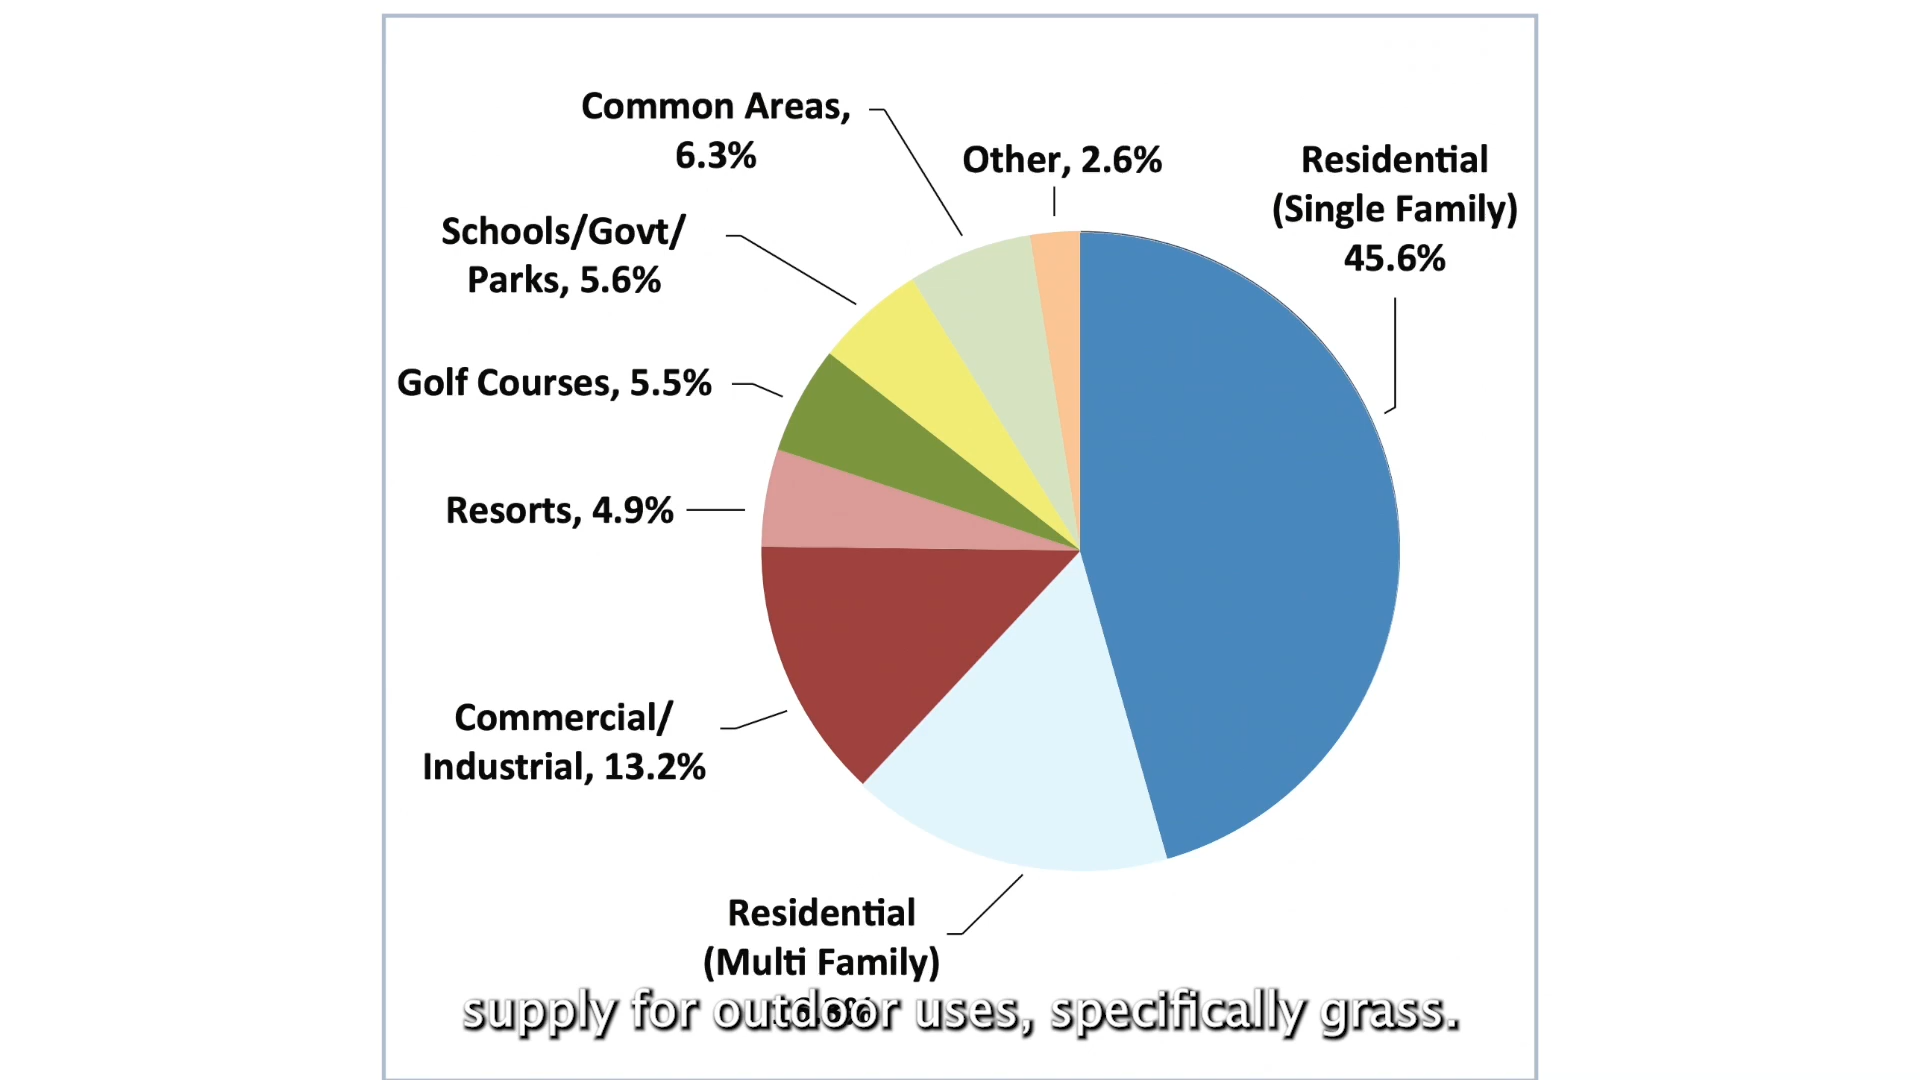 Common Areas,
6.3%
Other, 2.6%
Residential
(Single Family)
45.6%
Schools/Govt/
Parks, 5.6%
Golf Courses, 5.5%
Resorts, 4.9%
Commercial/
Industrial, 13.2%
Residential
(Multi Family)
supply for outdoor uses, specifically grass.